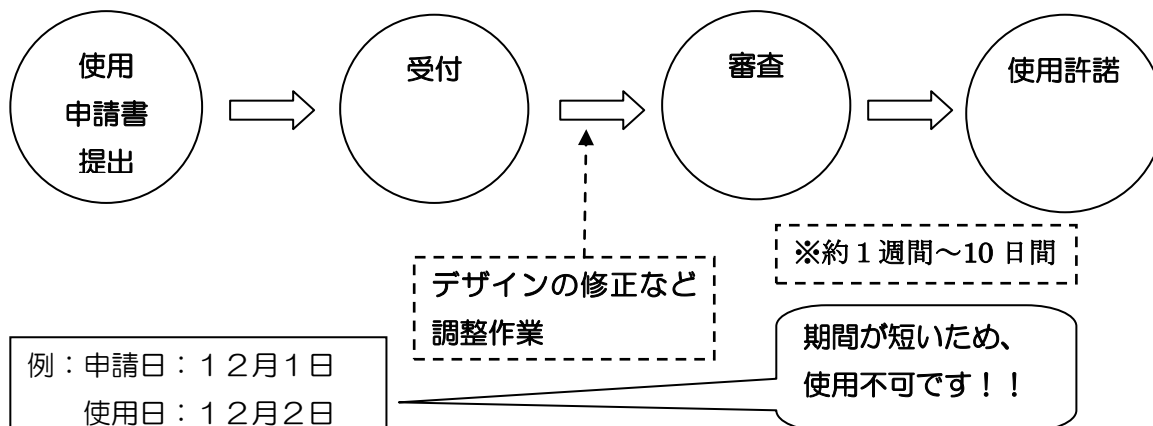 使用
申請書
提出
受付
審査
使用許諾
※約1週間～10日間
デザインの修正など
調整作業
期間が短いため、
使用不可です！！
例：申請日：１２月１日
使用日：１２月２日